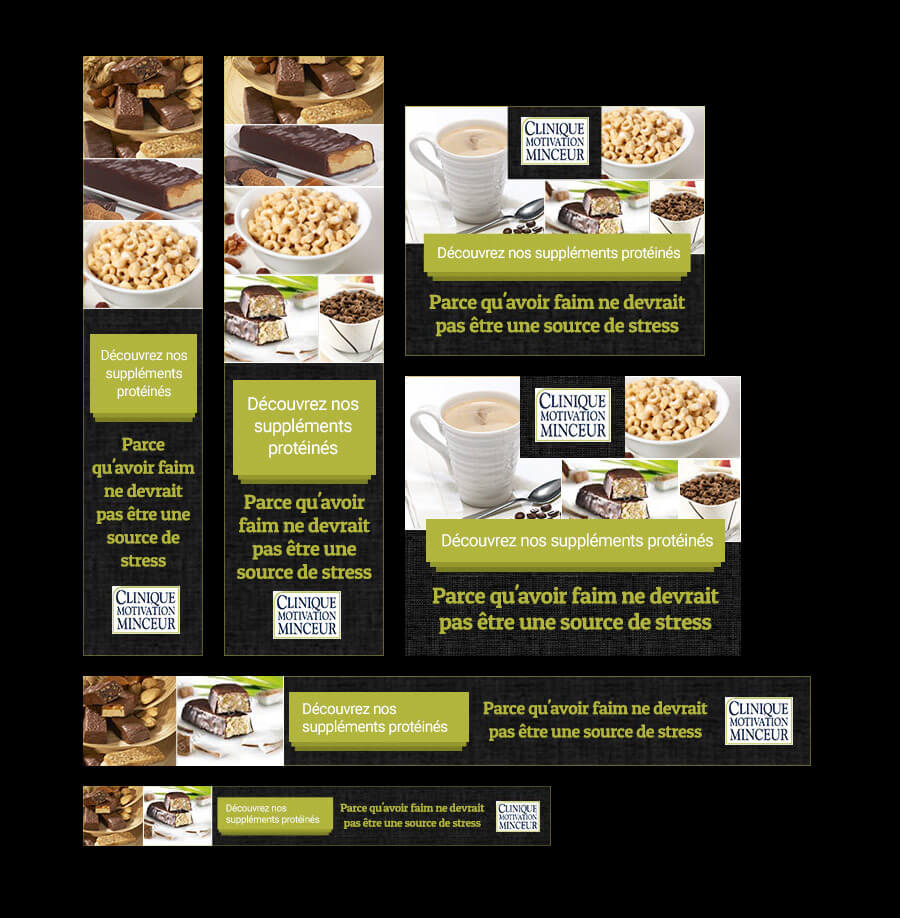 Découvrez nos
suppléments
protéinés
Parce
qu'avoir faim
ne devrait
pas être une
source de
stress
CLINIQUE
MOTIVATION
MINCEUR
Découvrez nos
suppléments
protéinés
Parce qu'avoir
faim ne devrait
pas être une
source de stress
CLINIQUE
MOTIVATION
MINCEUR
CLINIQUE
MOTIVATION
MINCEUR
Découvrez nos suppléments protéinés
Parce qu'avoir faim ne devrait
pas être une source de stress
CLINIQUE
MOTIVATION
MINCEUR
Découvrez nos suppléments protéinés
Parce qu'avoir faim ne devrait
pas être une source de stress
Découvrez nos
suppléments protéinés
Parce qu'avoir faim ne devrait
pas être une source de stress
CLINIQUE
MOTIVATION
MINCEUR
Découvrez nos
suppléments protéinés
Parce qu'avoir faim ne devrait
pas être une source de stress
CLINIQUE
MOTIVATION
MINCEUR